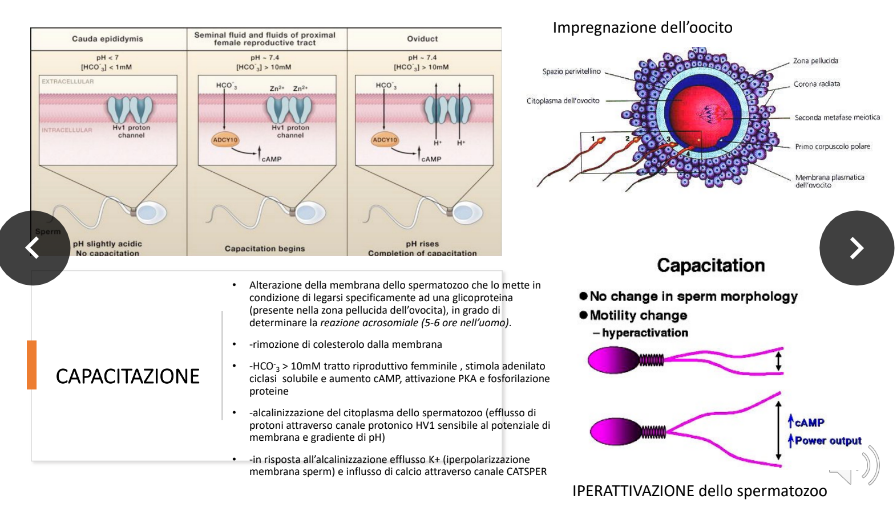 Cauda epididymis
pH < 7
[HCO⁻₃] < 1mM
EXTRACELLULAR
INTRACELLULAR
Hv1 proton
channel
Sperm
pH slightly acidic
No capacitation
Seminal fluid and fluids of proximal
female reproductive tract
pH ~ 7.4
[HCO⁻₃] > 10mM
HCO⁻₃
Zn²⁺ Zn²⁺
Hv1 proton
channel
ADCY10
cAMP
Capacitation begins
Oviduct
pH ~ 7.4
[HCO⁻₃] > 10mM
HCO⁻₃
ADCY10
cAMP
H⁺ H⁺
pH rises
Completion of capacitation
Impregnazione dell'oocito
Spazio perivitellino
Citoplasma dell'ovocito
1 2 3 4
Zona pellucida
Corona radiata
Seconda metafase meiotica
Primo corpuscolo polare
Membrana plasmatica
dell'ovocito
CAPACITAZIONE
• Alterazione della membrana dello spermatozoo che lo mette in
condizione di legarsi specificamente ad una glicoproteina
(presente nella zona pellucida dell'ovocita), in grado di
determinare la reazione acrosomiale (5-6 ore nell'uomo).
• -rimozione di colesterolo dalla membrana
• -HCO⁻₃ > 10mM tratto riproduttivo femminile , stimola adenilato
ciclasi solubile e aumento cAMP, attivazione PKA e fosforilazione
proteine
• -alcalinizzazione del citoplasma dello spermatozoo (efflusso di
protoni attraverso canale protonico HV1 sensibile al potenziale di
membrana e gradiente di pH)
• -in risposta all'alcalinizzazione efflusso K+ (iperpolarizzazione
membrana sperm) e influsso di calcio attraverso canale CATSPER
Capacitation
● No change in sperm morphology
● Motility change
– hyperactivation
cAMP
Power output
IPERATTIVAZIONE dello spermatozoo